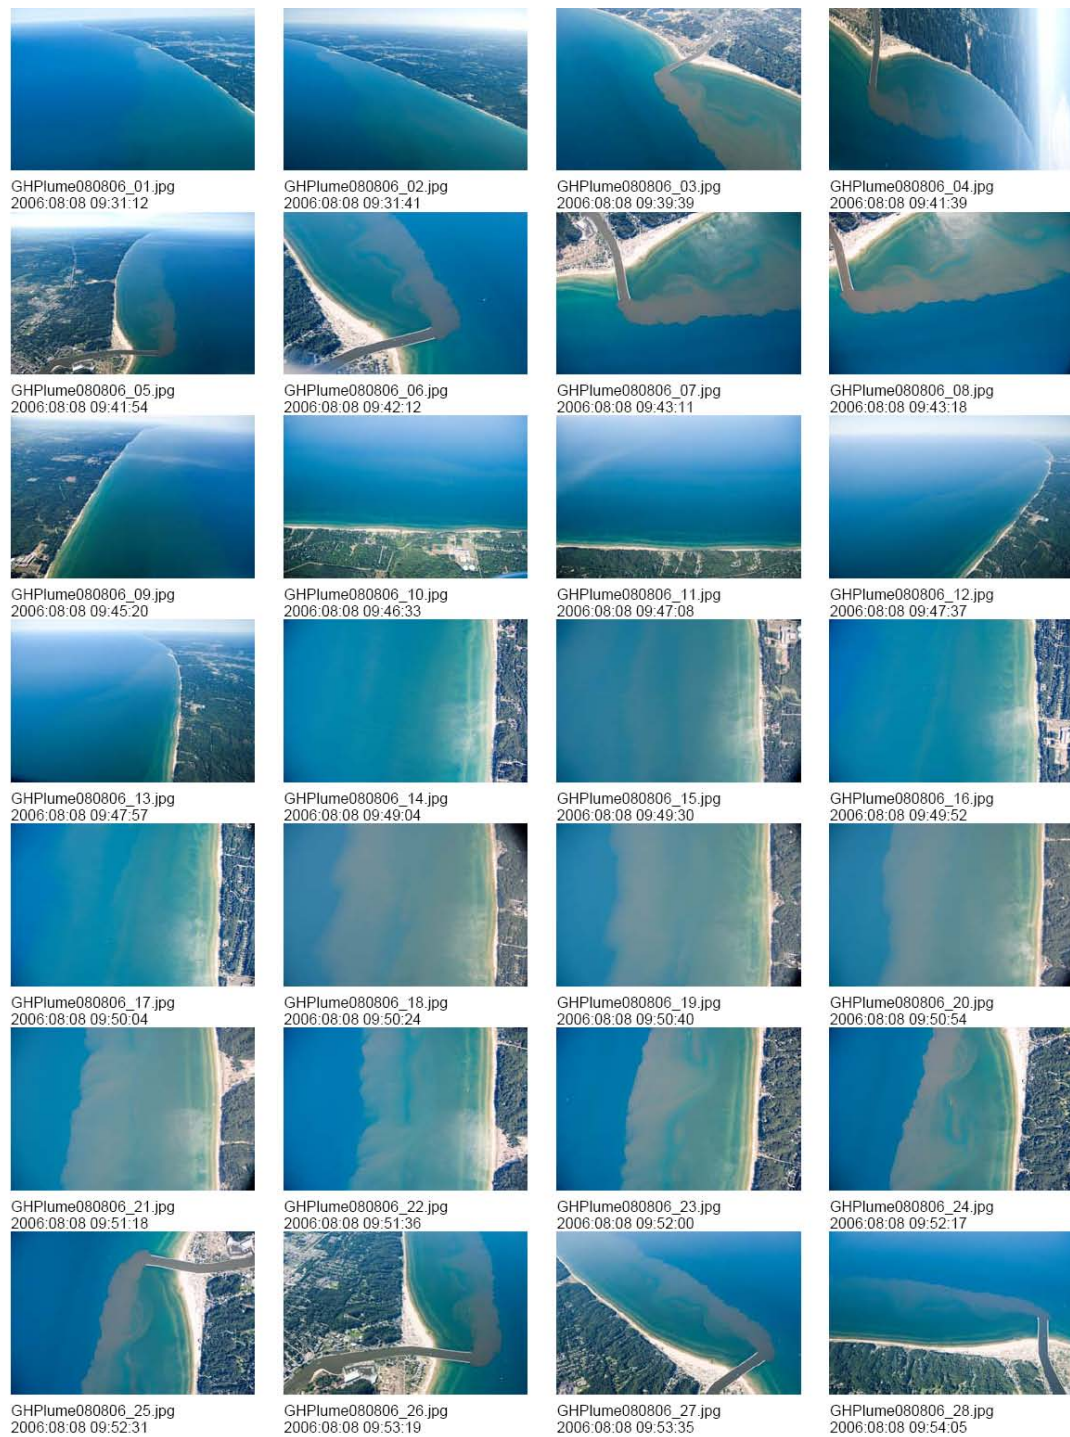 GHPlume080806_01.jpg
2006:08:08 09:31:12
GHPlume080806_02.jpg
2006:08:08 09:31:41
GHPlume080806_03.jpg
2006:08:08 09:39:39
GHPlume080806_04.jpg
2006:08:08 09:41:39
GHPlume080806_05.jpg
2006:08:08 09:41:54
GHPlume080806_06.jpg
2006:08:08 09:42:12
GHPlume080806_07.jpg
2006:08:08 09:43:11
GHPlume080806_08.jpg
2006:08:08 09:43:18
GHPlume080806_09.jpg
2006:08:08 09:45:20
GHPlume080806_10.jpg
2006:08:08 09:46:33
GHPlume080806_11.jpg
2006:08:08 09:47:08
GHPlume080806_12.jpg
2006:08:08 09:47:37
GHPlume080806_13.jpg
2006:08:08 09:47:57
GHPlume080806_14.jpg
2006:08:08 09:49:04
GHPlume080806_15.jpg
2006:08:08 09:49:30
GHPlume080806_16.jpg
2006:08:08 09:49:52
GHPlume080806_17.jpg
2006:08:08 09:50:04
GHPlume080806_18.jpg
2006:08:08 09:50:24
GHPlume080806_19.jpg
2006:08:08 09:50:40
GHPlume080806_20.jpg
2006:08:08 09:50:54
GHPlume080806_21.jpg
2006:08:08 09:51:18
GHPlume080806_22.jpg
2006:08:08 09:51:36
GHPlume080806_23.jpg
2006:08:08 09:52:00
GHPlume080806_24.jpg
2006:08:08 09:52:17
GHPlume080806_25.jpg
2006:08:08 09:52:31
GHPlume080806_26.jpg
2006:08:08 09:53:19
GHPlume080806_27.jpg
2006:08:08 09:53:35
GHPlume080806_28.jpg
2006:08:08 09:54:05